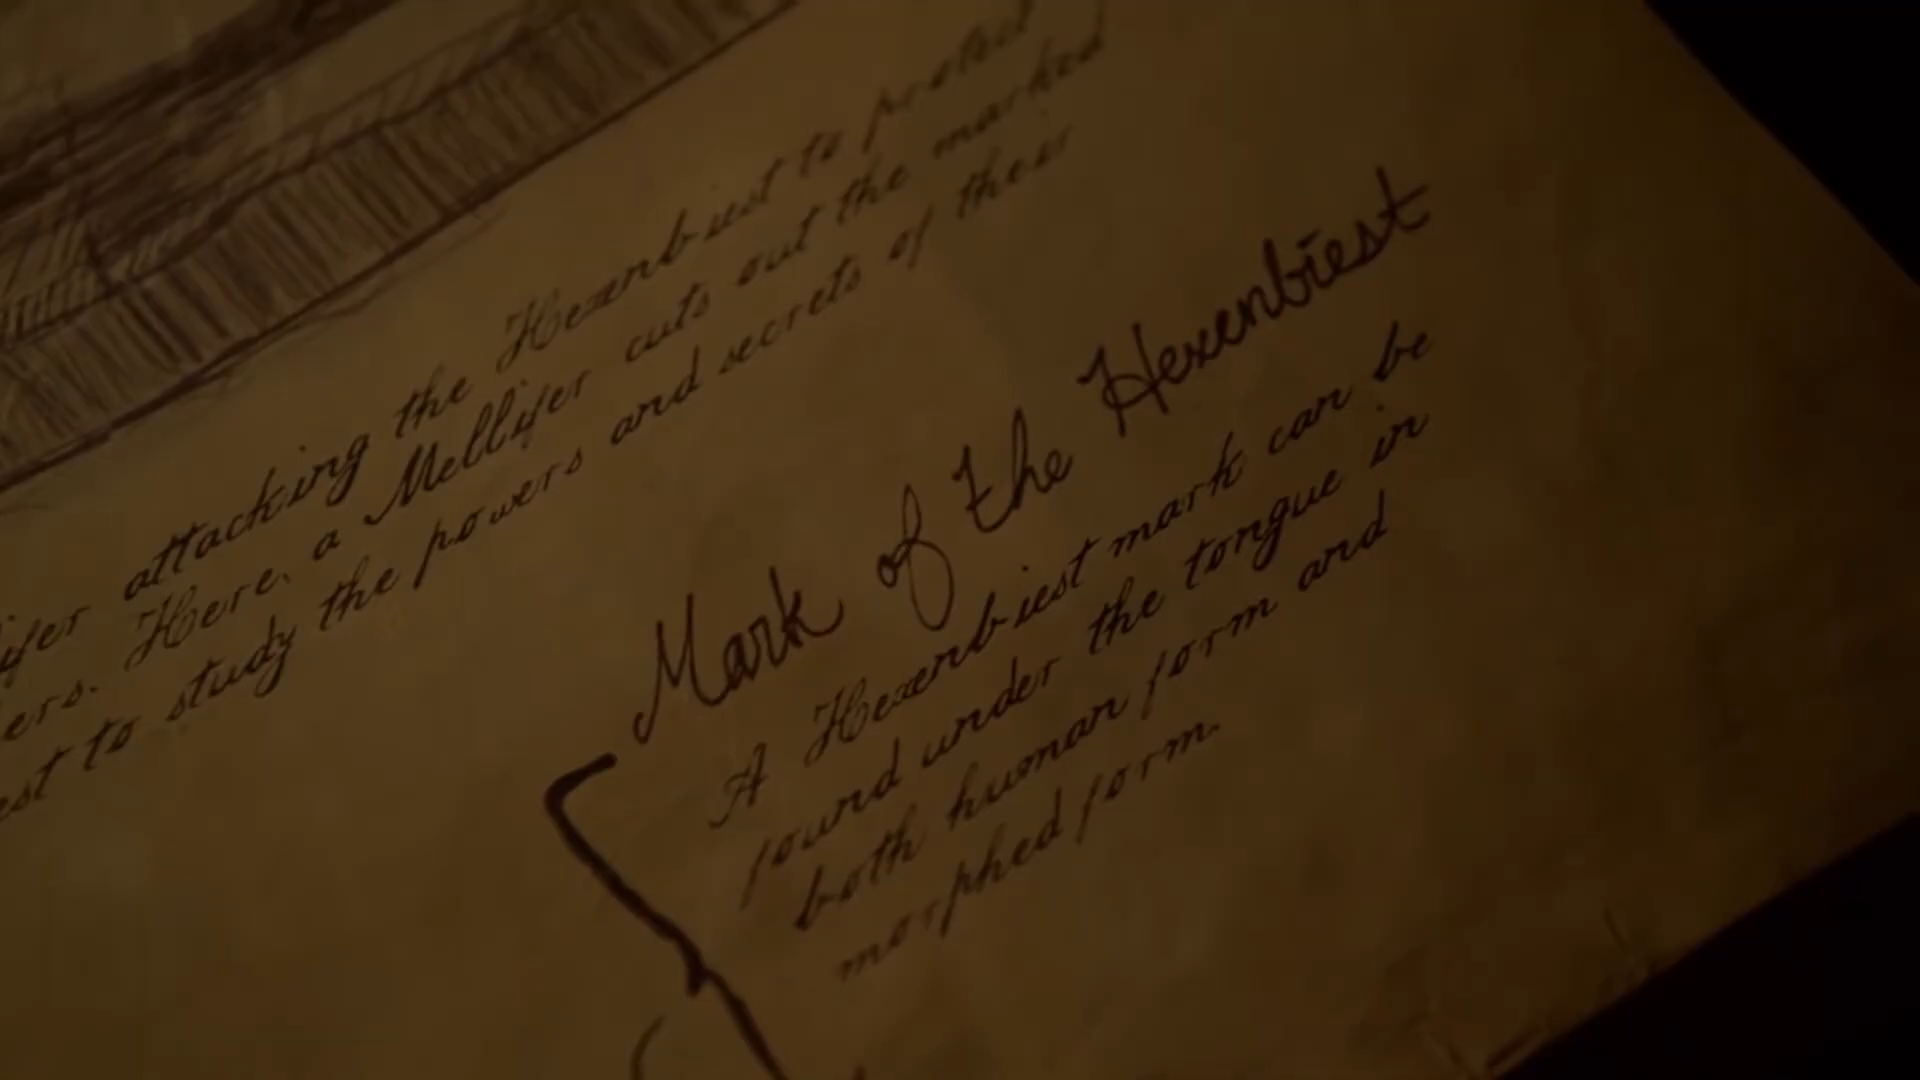 attacking the Hexenbiest to protect
ers. Here, a Mellifer cuts out the marked
est to study the powers and secrets of their
Mark of the Hexenbiest
A Hexenbiest mark can be
found under the tongue in
both human form and
morphed form.